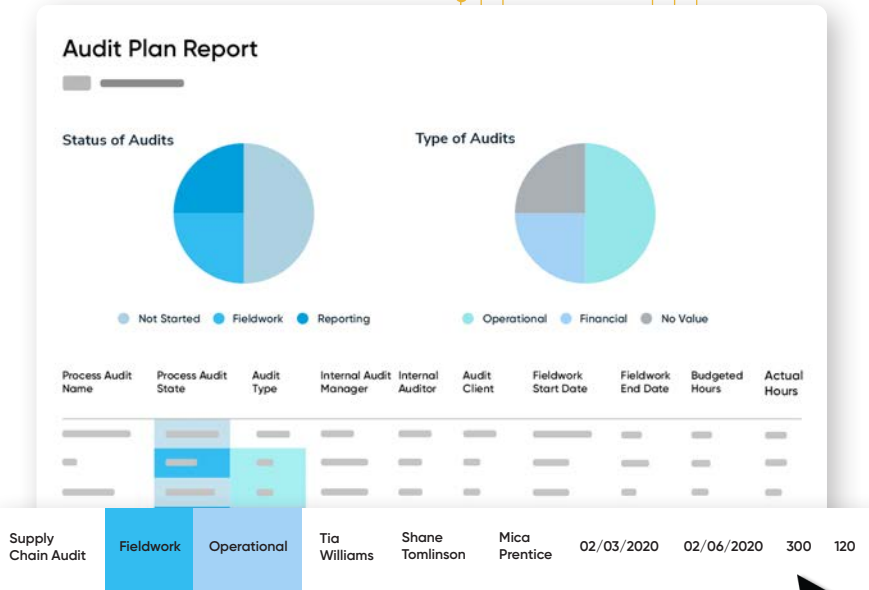 Audit Plan Report
Status of Audits
Type of Audits
Not Started Fieldwork Reporting
Operational Financial No Value
Process Audit Process Audit Audit Internal Audit Internal Audit Fieldwork Fieldwork Budgeted Actual
Name State Type Manager Auditor Client Start Date End Date Hours Hours
Supply Chain Audit Fieldwork Operational Tia Williams Shane Tomlinson Mica Prentice 02/03/2020 02/06/2020 300 120